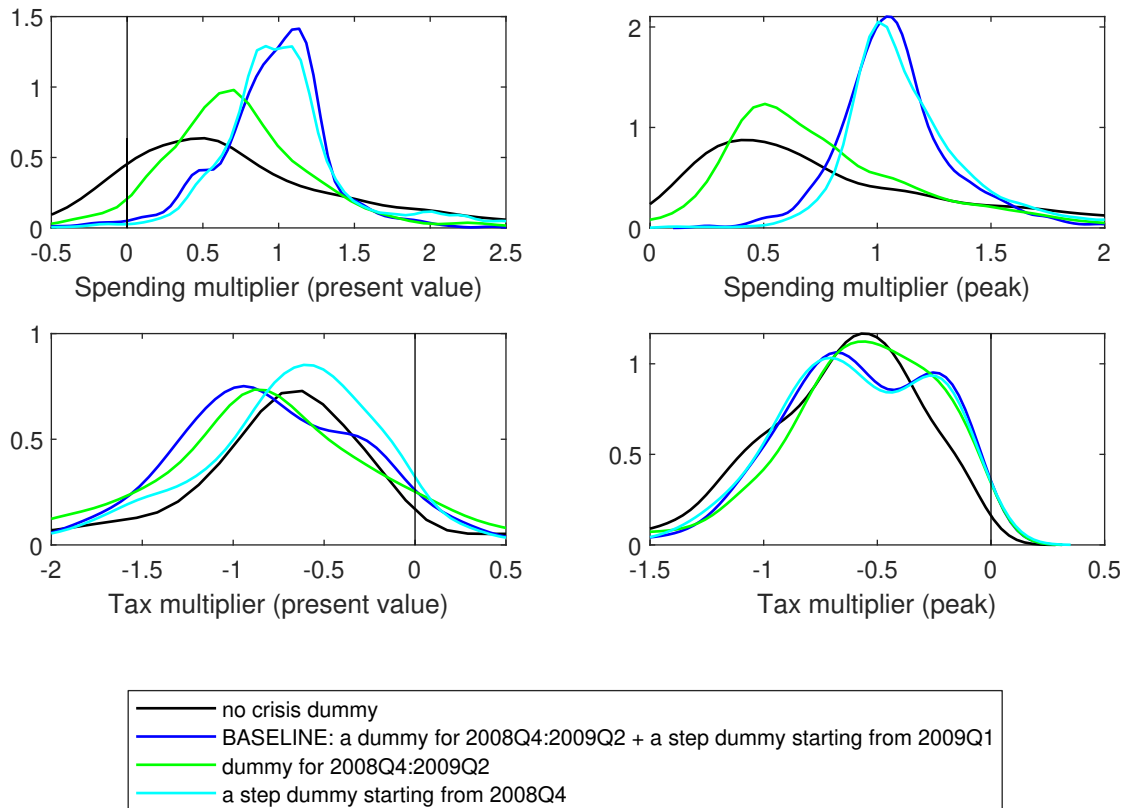 1.5
1
0.5
0
-0.5 0 0.5 1 1.5 2 2.5
Spending multiplier (present value)
2
1
0
0 0.5 1 1.5 2
Spending multiplier (peak)
1
0.5
0
-2 -1.5 -1 -0.5 0 0.5
Tax multiplier (present value)
1
0.5
0
-1.5 -1 -0.5 0 0.5
Tax multiplier (peak)
no crisis dummy
BASELINE: a dummy for 2008Q4:2009Q2 + a step dummy starting from 2009Q1
dummy for 2008Q4:2009Q2
a step dummy starting from 2008Q4